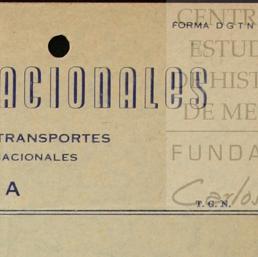 FORMA DGTN
CENTR
ESTUD
DE HIST
DE ME
ACIONALES
TRANSPORTES
ACIONALES
A
FUNDA
Carlos
T. G. N.